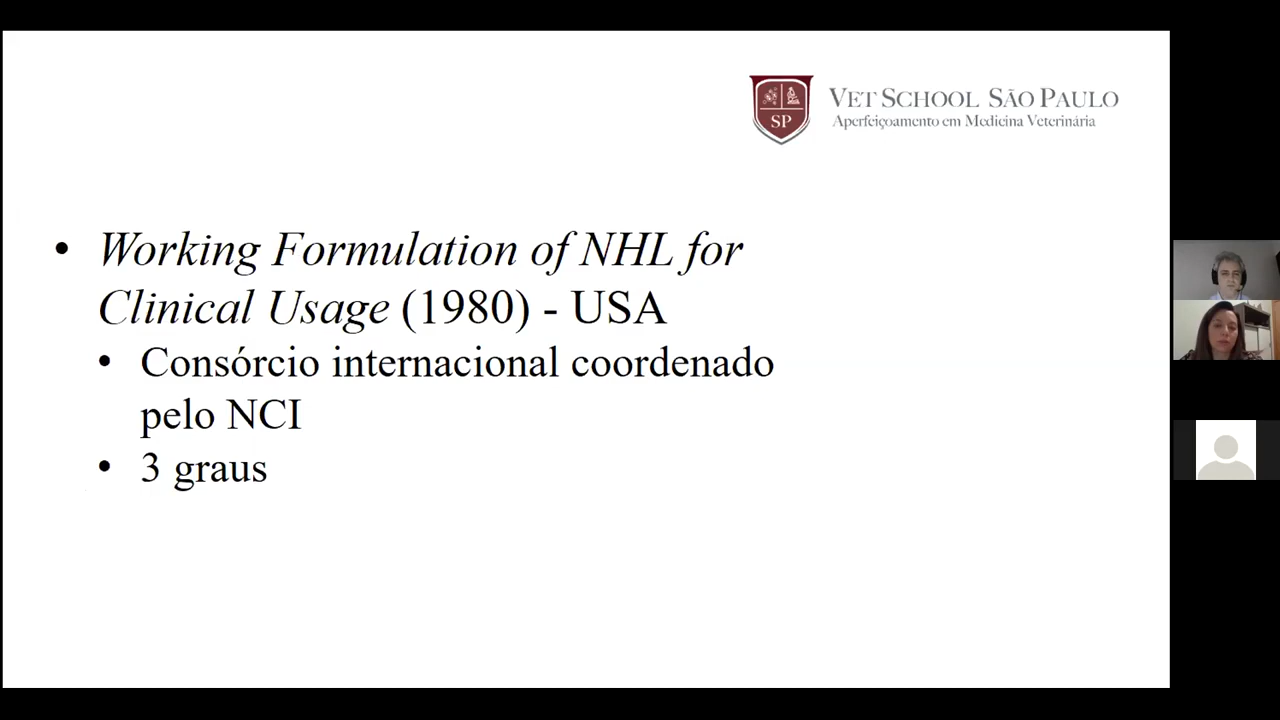 VET SCHOOL SÃO PAULO
Aperfeiçoamento em Medicina Veterinária
SP
• Working Formulation of NHL for
Clinical Usage (1980) - USA
• Consórcio internacional coordenado
pelo NCI
• 3 graus